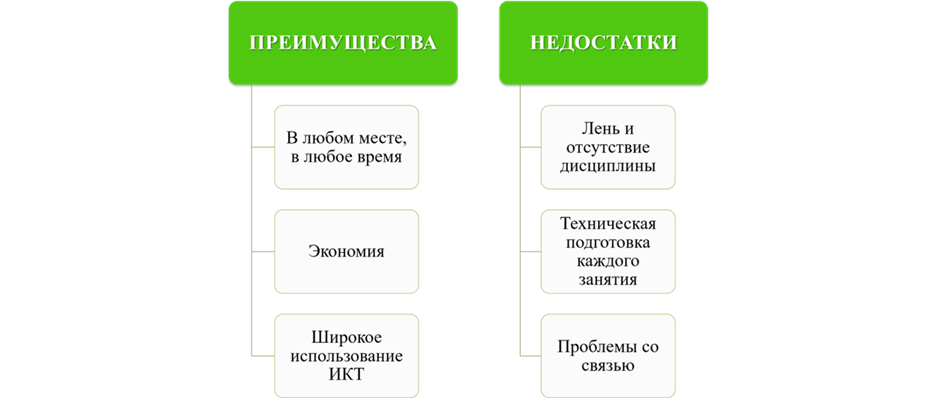 ПРЕИМУЩЕСТВА
В любом месте,
в любое время
Экономия
Широкое
использование
ИКТ
НЕДОСТАТКИ
Лень и
отсутствие
дисциплины
Техническая
подготовка
каждого
занятия
Проблемы со
связью